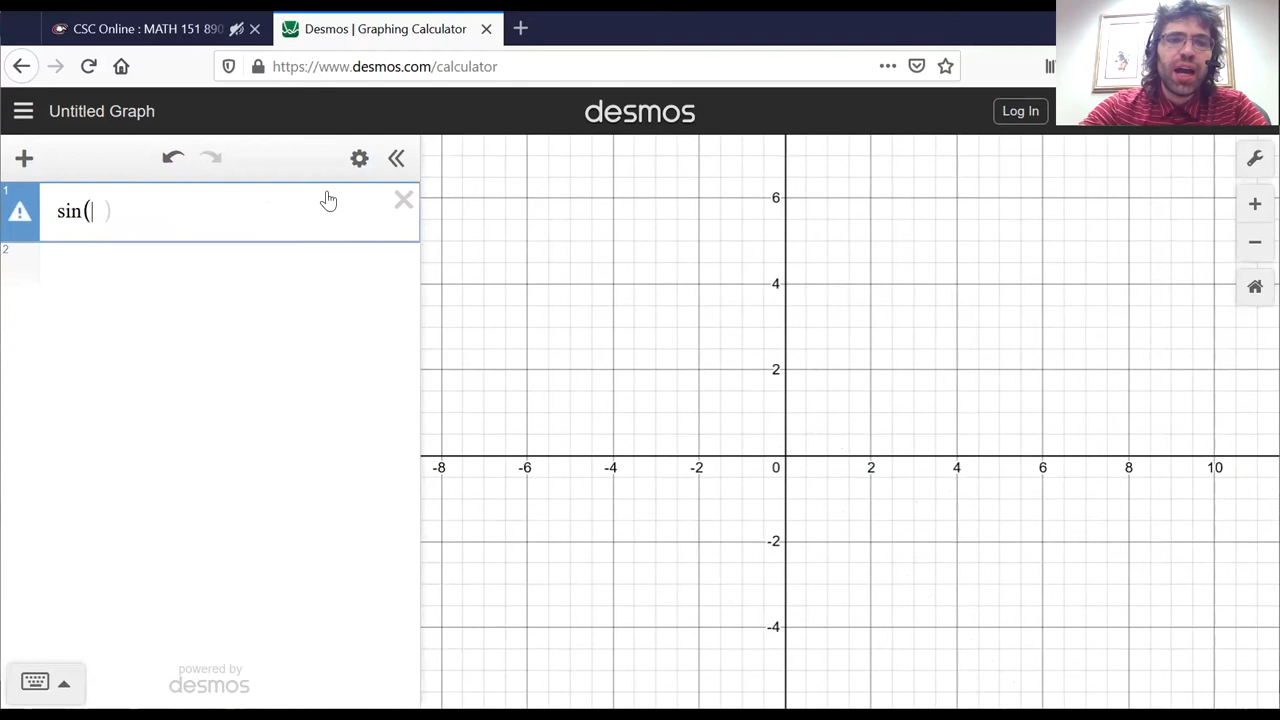 CSC Online : MATH 151 890
Desmos | Graphing Calculator
https://www.desmos.com/calculator
Untitled Graph
desmos
Log In
1
sin( )
2
6
4
2
-8 -6 -4 -2 0 2 4 6 8 10
-2
-4
powered by
desmos